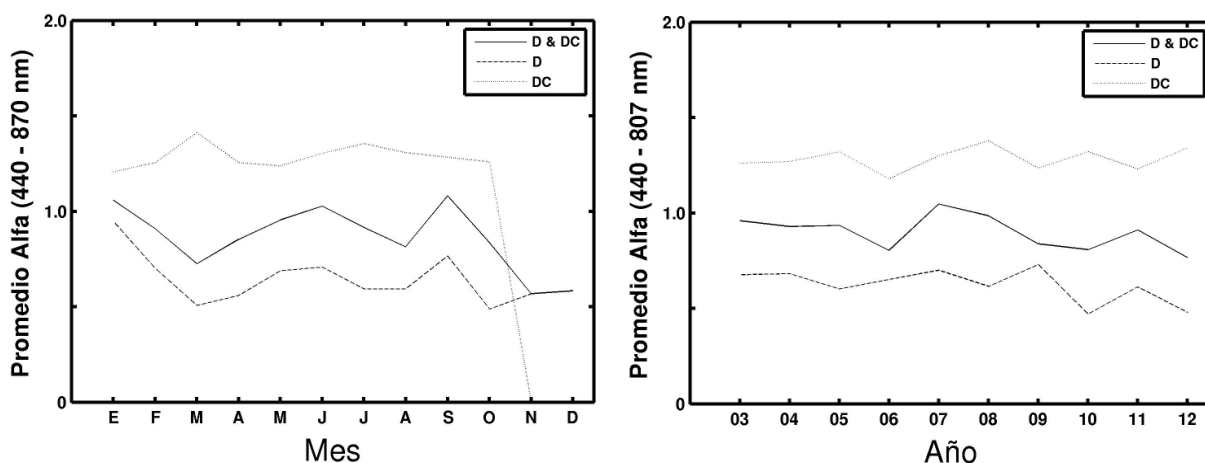 Promedio Alfa (440 - 870 nm)
2.0
1.0
0
D & DC
D
DC
E F M A M J J A S O N D
Mes
Promedio Alfa (440 - 807 nm)
2.0
1.0
0
D & DC
D
DC
03 04 05 06 07 08 09 10 11 12
Año